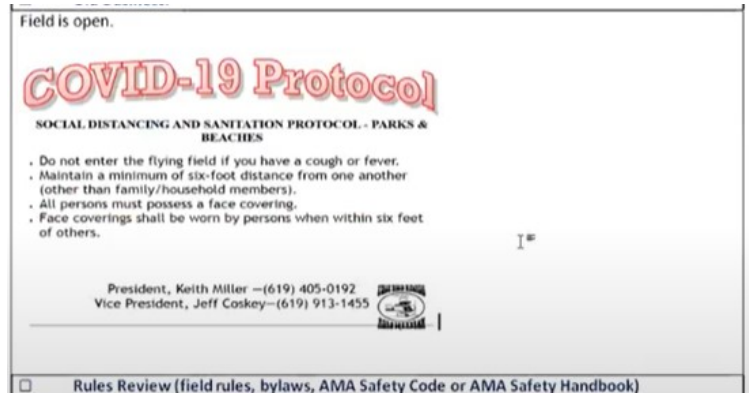 Field is open.
COVID-19 Protocol
SOCIAL DISTANCING AND SANITATION PROTOCOL - PARKS &
BEACHES
. Do not enter the flying field if you have a cough or fever.
. Maintain a minimum of six-foot distance from one another
(other than family/household members).
. All persons must possess a face covering.
. Face coverings shall be worn by persons when within six feet
of others.
President, Keith Miller —(619) 405-0192
Vice President, Jeff Coskey—(619) 913-1455
Rules Review (field rules, bylaws, AMA Safety Code or AMA Safety Handbook)